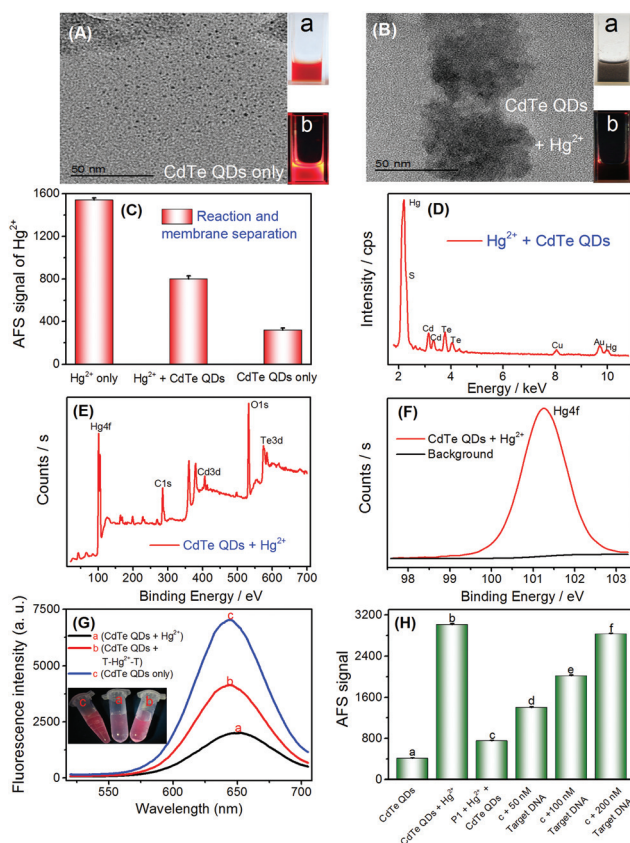 (A)
a
b
50 nm
CdTe QDs only
(B)
a
b
50 nm
CdTe QDs
+ Hg²⁺
(C)
Reaction and
membrane separation
AFS signal of Hg²⁺
1600
1200
800
400
0
Hg²⁺ only
Hg²⁺ + CdTe QDs
CdTe QDs only
(D)
Hg²⁺ + CdTe QDs
Intensity / cps
Hg
S
Cd
Cd
Te
Te
Cu
Au
Hg
2
4
6
8
10
Energy / keV
(E)
Counts / s
Hg4f
C1s
Cd3d
O1s
Te3d
CdTe QDs + Hg²⁺
100
200
300
400
500
600
700
Binding Energy / eV
(F)
Hg4f
CdTe QDs + Hg²⁺
Background
Counts / s
98
99
100
101
102
103
Binding Energy / eV
(G)
a (CdTe QDs + Hg²⁺)
b (CdTe QDs +
T-Hg²⁺-T)
c (CdTe QDs only)
c
b
a
c a b
Fluorescence intensity (a. u.)
7500
5000
2500
0
550
600
650
700
Wavelength (nm)
(H)
AFS signal
3200
2400
1600
800
0
a
b
c
d
e
f
CdTe QDs
CdTe QDs + Hg²⁺
P1 + Hg²⁺ +
CdTe QDs
c + 50 nM
Target DNA
c + 100 nM
Target DNA
c + 200 nM
Target DNA